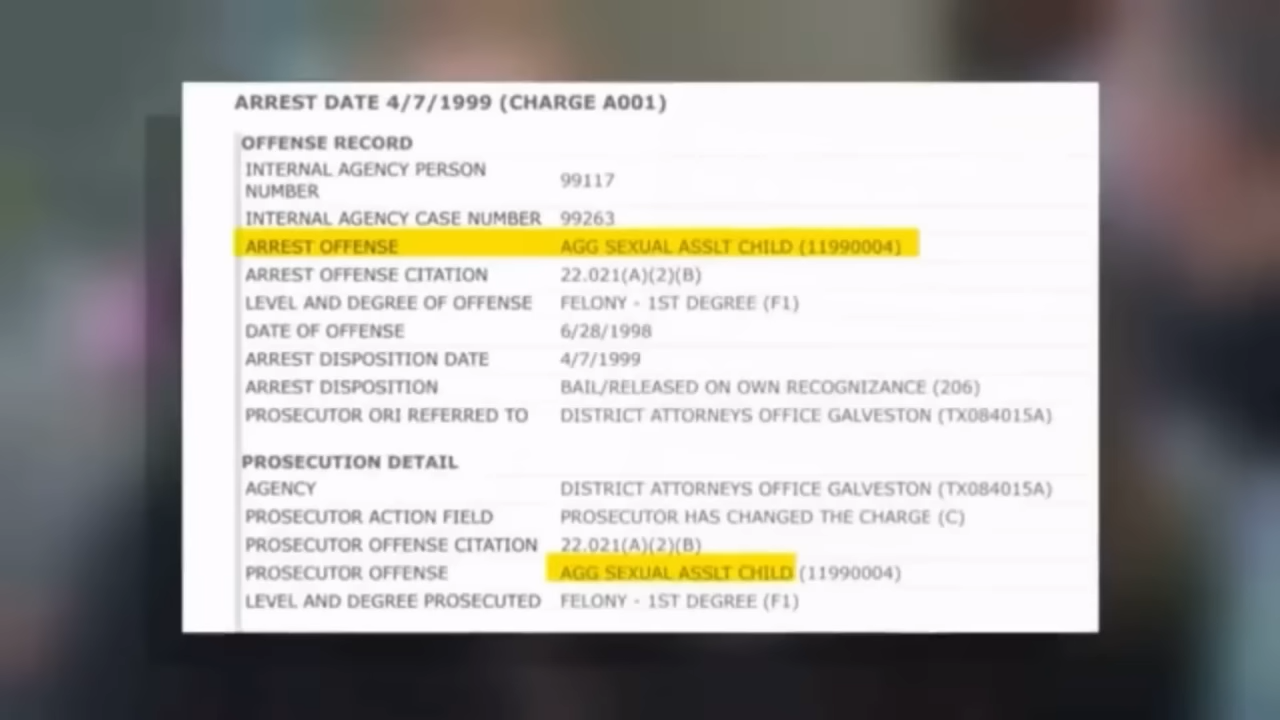 ARREST DATE 4/7/1999 (CHARGE A001)
OFFENSE RECORD
INTERNAL AGENCY PERSON
NUMBER 99117
INTERNAL AGENCY CASE NUMBER 99263
ARREST OFFENSE AGG SEXUAL ASSLT CHILD (11990004)
ARREST OFFENSE CITATION 22.021(A)(2)(B)
LEVEL AND DEGREE OF OFFENSE FELONY - 1ST DEGREE (F1)
DATE OF OFFENSE 6/28/1998
ARREST DISPOSITION DATE 4/7/1999
ARREST DISPOSITION BAIL/RELEASED ON OWN RECOGNIZANCE (206)
PROSECUTOR ORI REFERRED TO DISTRICT ATTORNEYS OFFICE GALVESTON (TX084015A)
PROSECUTION DETAIL
AGENCY DISTRICT ATTORNEYS OFFICE GALVESTON (TX084015A)
PROSECUTOR ACTION FIELD PROSECUTOR HAS CHANGED THE CHARGE (C)
PROSECUTOR OFFENSE CITATION 22.021(A)(2)(B)
PROSECUTOR OFFENSE AGG SEXUAL ASSLT CHILD (11990004)
LEVEL AND DEGREE PROSECUTED FELONY - 1ST DEGREE (F1)